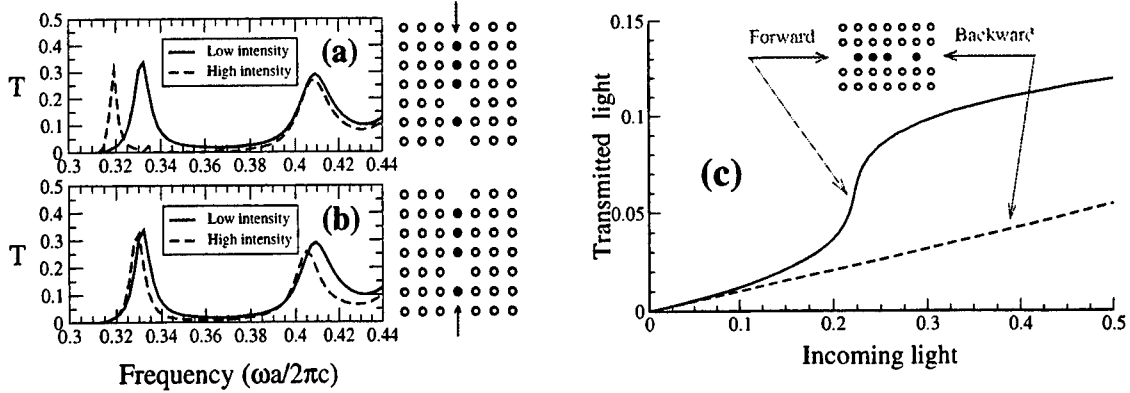 0.5
0.4
0.3
0.2
0.1
0
T
Low intensity
High intensity
(a)
0.3 0.32 0.34 0.36 0.38 0.4 0.42 0.44
0.5
0.4
0.3
0.2
0.1
0
T
Low intensity
High intensity
(b)
0.3 0.32 0.34 0.36 0.38 0.4 0.42 0.44
Frequency (ωa/2πc)
0.15
0.10
0.05
0
Transmitted light
Forward
Backward
(c)
0 0.1 0.2 0.3 0.4 0.5
Incoming light